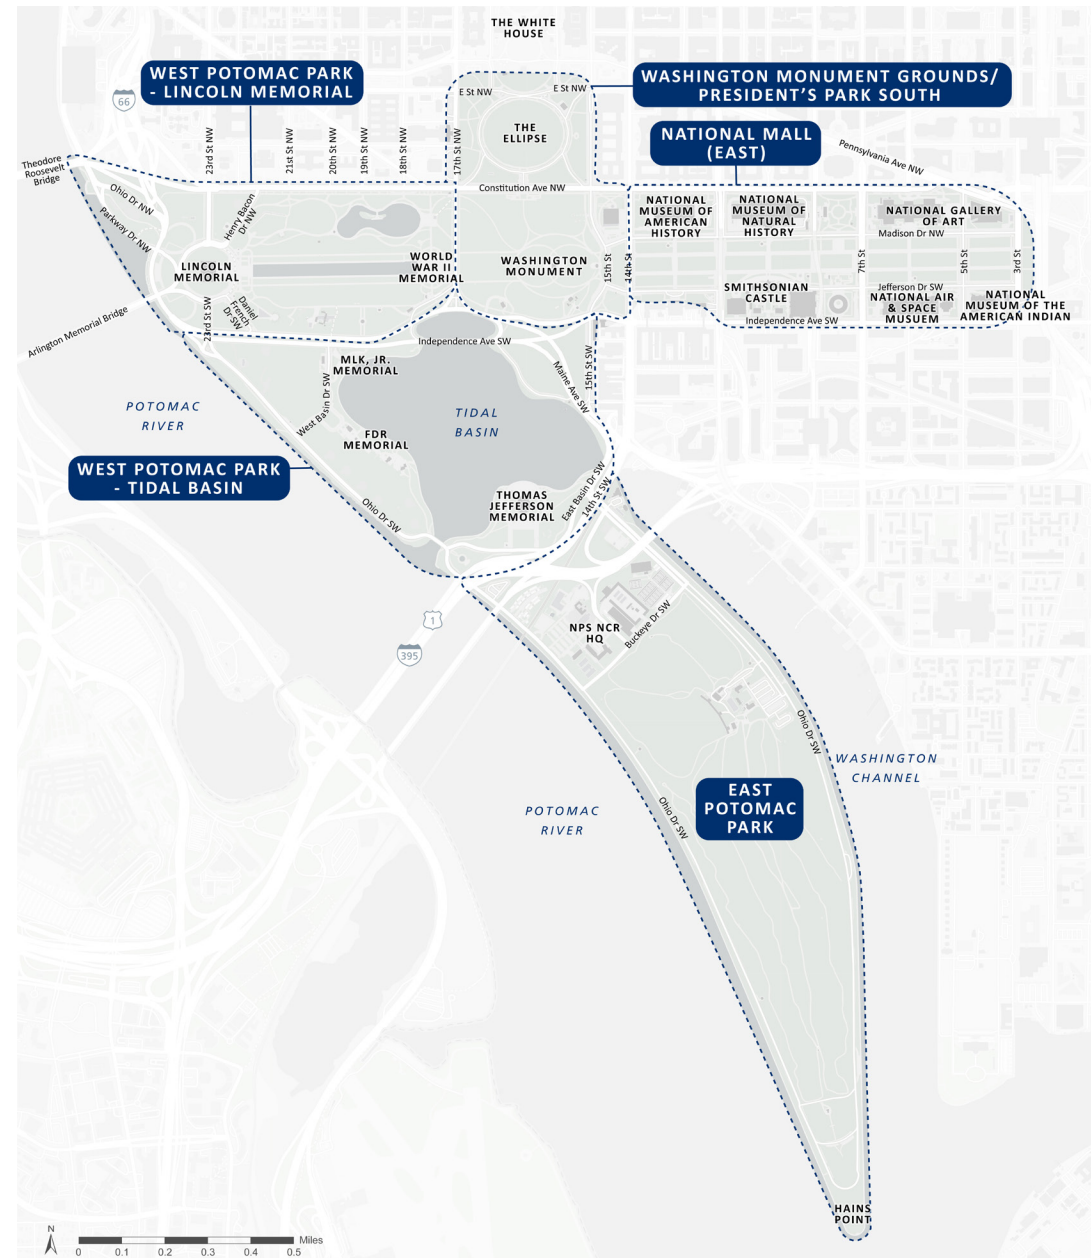 THE WHITE
HOUSE
WEST POTOMAC PARK
- LINCOLN MEMORIAL
WASHINGTON MONUMENT GROUNDS/
PRESIDENT'S PARK SOUTH
66
E St NW
E St NW
THE
ELLIPSE
NATIONAL MALL
(EAST)
Pennsylvania Ave NW
23rd St NW
21st St NW
20th St NW
19th St NW
18th St NW
17th St NW
Theodore
Roosevelt
Bridge
Ohio Dr NW
Parkway Dr NW
Henry Bacon
Dr NW
Constitution Ave NW
NATIONAL
MUSEUM OF
AMERICAN
HISTORY
NATIONAL
MUSEUM OF
NATURAL
HISTORY
NATIONAL GALLERY
OF ART
Madison Dr NW
LINCOLN
MEMORIAL
WORLD
WAR II
MEMORIAL
WASHINGTON
MONUMENT
15th St
14th St
7th St
5th St
3rd St
SMITHSONIAN
CASTLE
Jefferson Dr SW
NATIONAL AIR
& SPACE
MUSUEM
NATIONAL
MUSEUM OF THE
AMERICAN INDIAN
Independence Ave SW
Daniel
French
Dr SW
23rd St SW
Arlington Memorial Bridge
Independence Ave SW
MLK, JR.
MEMORIAL
West Basin Dr SW
Maine Ave SW
15th St SW
POTOMAC
RIVER
TIDAL
BASIN
FDR
MEMORIAL
WEST POTOMAC PARK
- TIDAL BASIN
Ohio Dr SW
THOMAS
JEFFERSON
MEMORIAL
East Basin Dr SW
14th St SW
1
395
NPS NCR
HQ
Buckeye Dr SW
Ohio Dr SW
WASHINGTON
CHANNEL
EAST
POTOMAC
PARK
Ohio Dr SW
POTOMAC
RIVER
HAINS
POINT
N
Miles
0 0.1 0.2 0.3 0.4 0.5